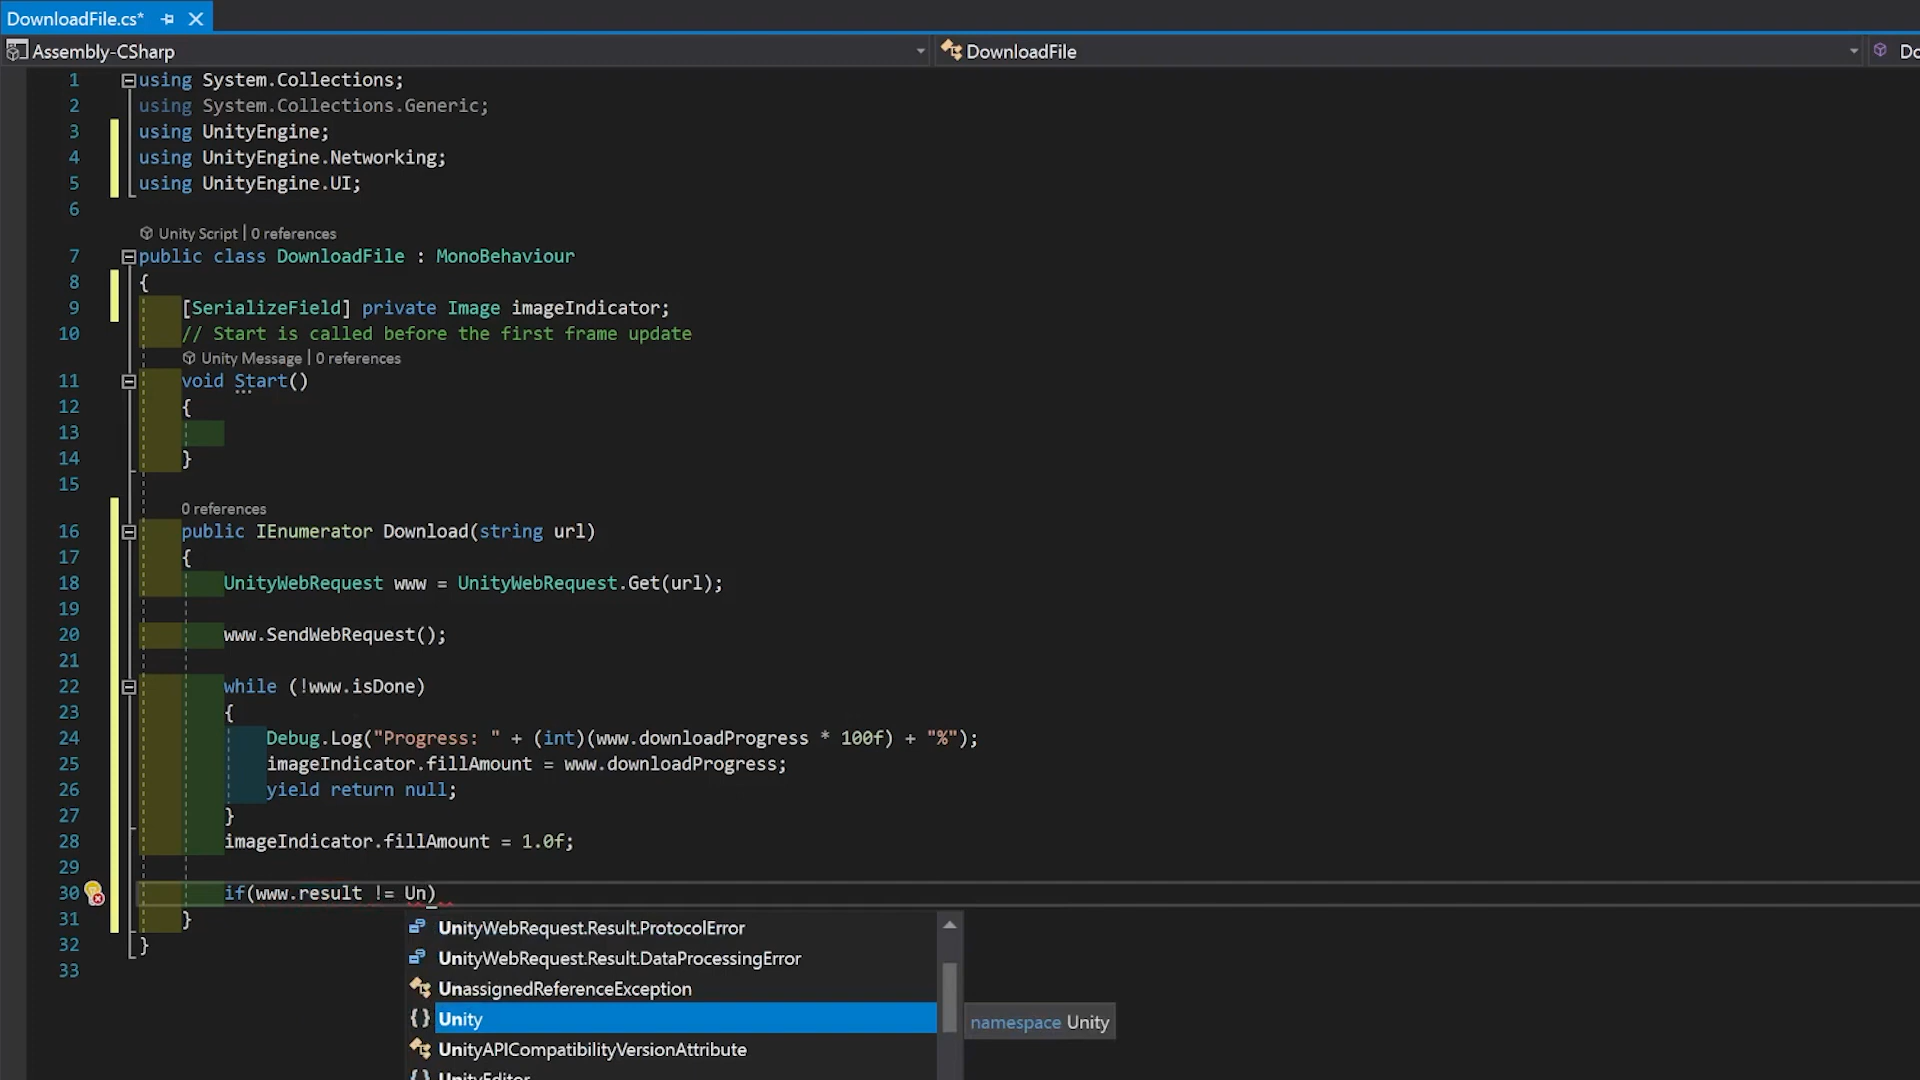 DownloadFile.cs*
Assembly-CSharp
DownloadFile
Do
1 using System.Collections;
2 using System.Collections.Generic;
3 using UnityEngine;
4 using UnityEngine.Networking;
5 using UnityEngine.UI;
6
Unity Script | 0 references
7 public class DownloadFile : MonoBehaviour
8 {
9 [SerializeField] private Image imageIndicator;
10 // Start is called before the first frame update
Unity Message | 0 references
11 void Start()
12 {
13
14 }
15
0 references
16 public IEnumerator Download(string url)
17 {
18 UnityWebRequest www = UnityWebRequest.Get(url);
19
20 www.SendWebRequest();
21
22 while (!www.isDone)
23 {
24 Debug.Log("Progress: " + (int)(www.downloadProgress * 100f) + "%");
25 imageIndicator.fillAmount = www.downloadProgress;
26 yield return null;
27 }
28 imageIndicator.fillAmount = 1.0f;
29
30 if(www.result != Un)
31 }
32 }
33
UnityWebRequest.Result.ProtocolError
UnityWebRequest.Result.DataProcessingError
UnassignedReferenceException
{ } Unity
namespace Unity
UnityAPICompatibilityVersionAttribute
{ } UnityEditor